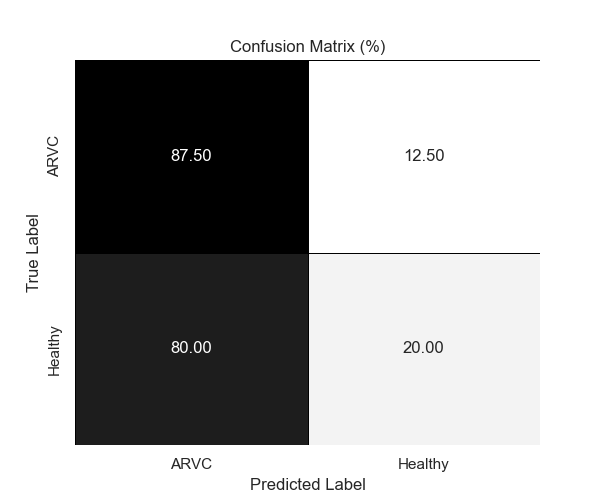 Confusion Matrix (%)
True Label
ARVC
87.50
12.50
Healthy
80.00
20.00
ARVC
Healthy
Predicted Label